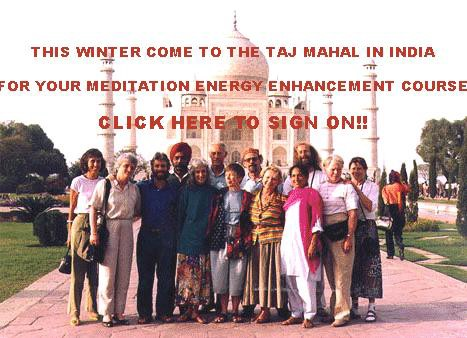 THIS WINTER COME TO THE TAJ MAHAL IN INDIA
FOR YOUR MEDITATION ENERGY ENHANCEMENT COURSE
CLICK HERE TO SIGN ON!!